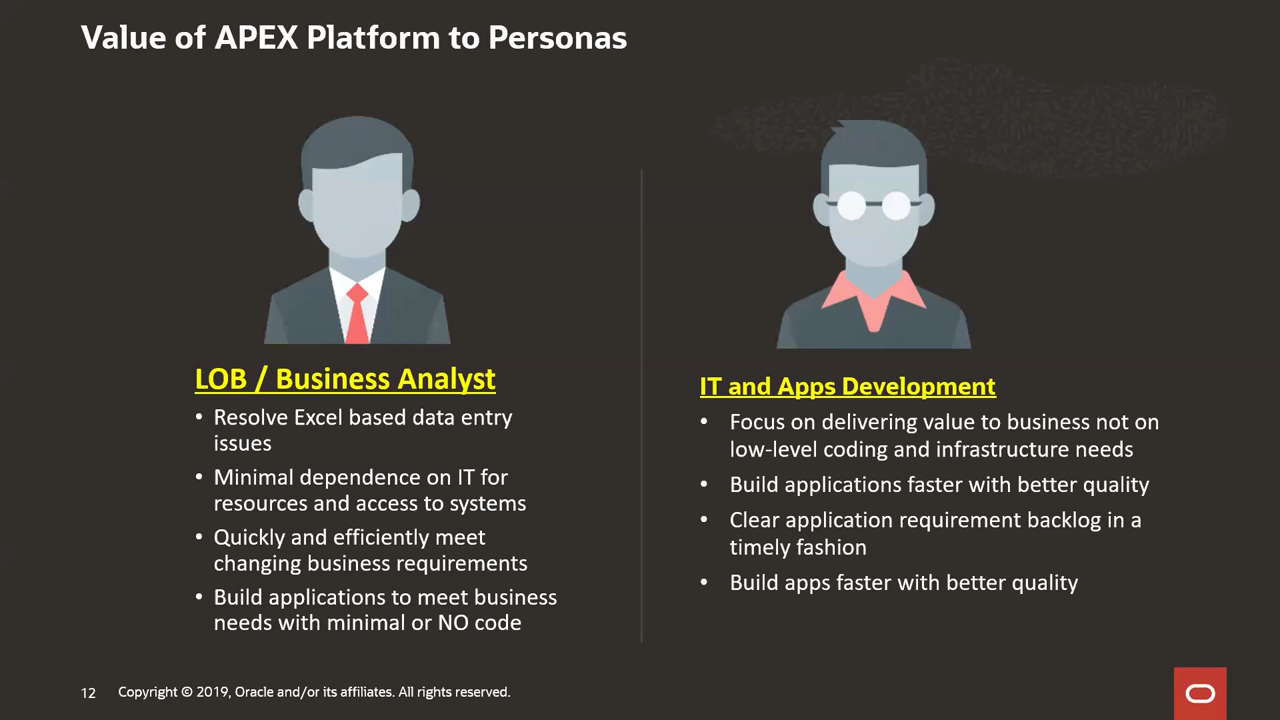 Value of APEX Platform to Personas
LOB / Business Analyst
• Resolve Excel based data entry
issues
• Minimal dependence on IT for
resources and access to systems
• Quickly and efficiently meet
changing business requirements
• Build applications to meet business
needs with minimal or NO code
IT and Apps Development
• Focus on delivering value to business not on
low-level coding and infrastructure needs
• Build applications faster with better quality
• Clear application requirement backlog in a
timely fashion
• Build apps faster with better quality
12 Copyright © 2019, Oracle and/or its affiliates. All rights reserved.